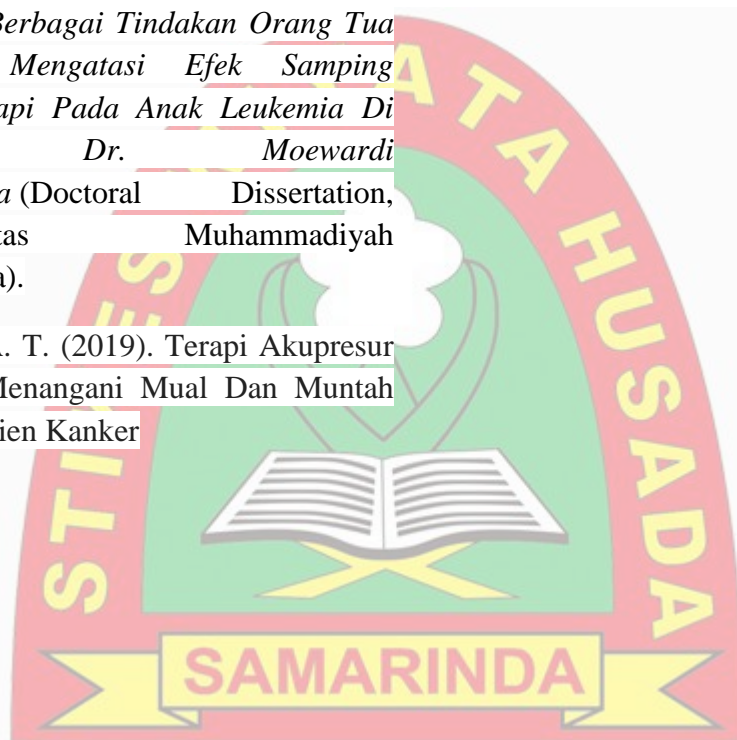 Berbagai Tindakan Orang Tua
Mengatasi Efek Samping
api Pada Anak Leukemia Di
Dr. Moewardi
a (Doctoral Dissertation,
tas Muhammadiyah
a).
. T. (2019). Terapi Akupresur
Menangani Mual Dan Muntah
ien Kanker
ATA HUSADA
SAMARINDA